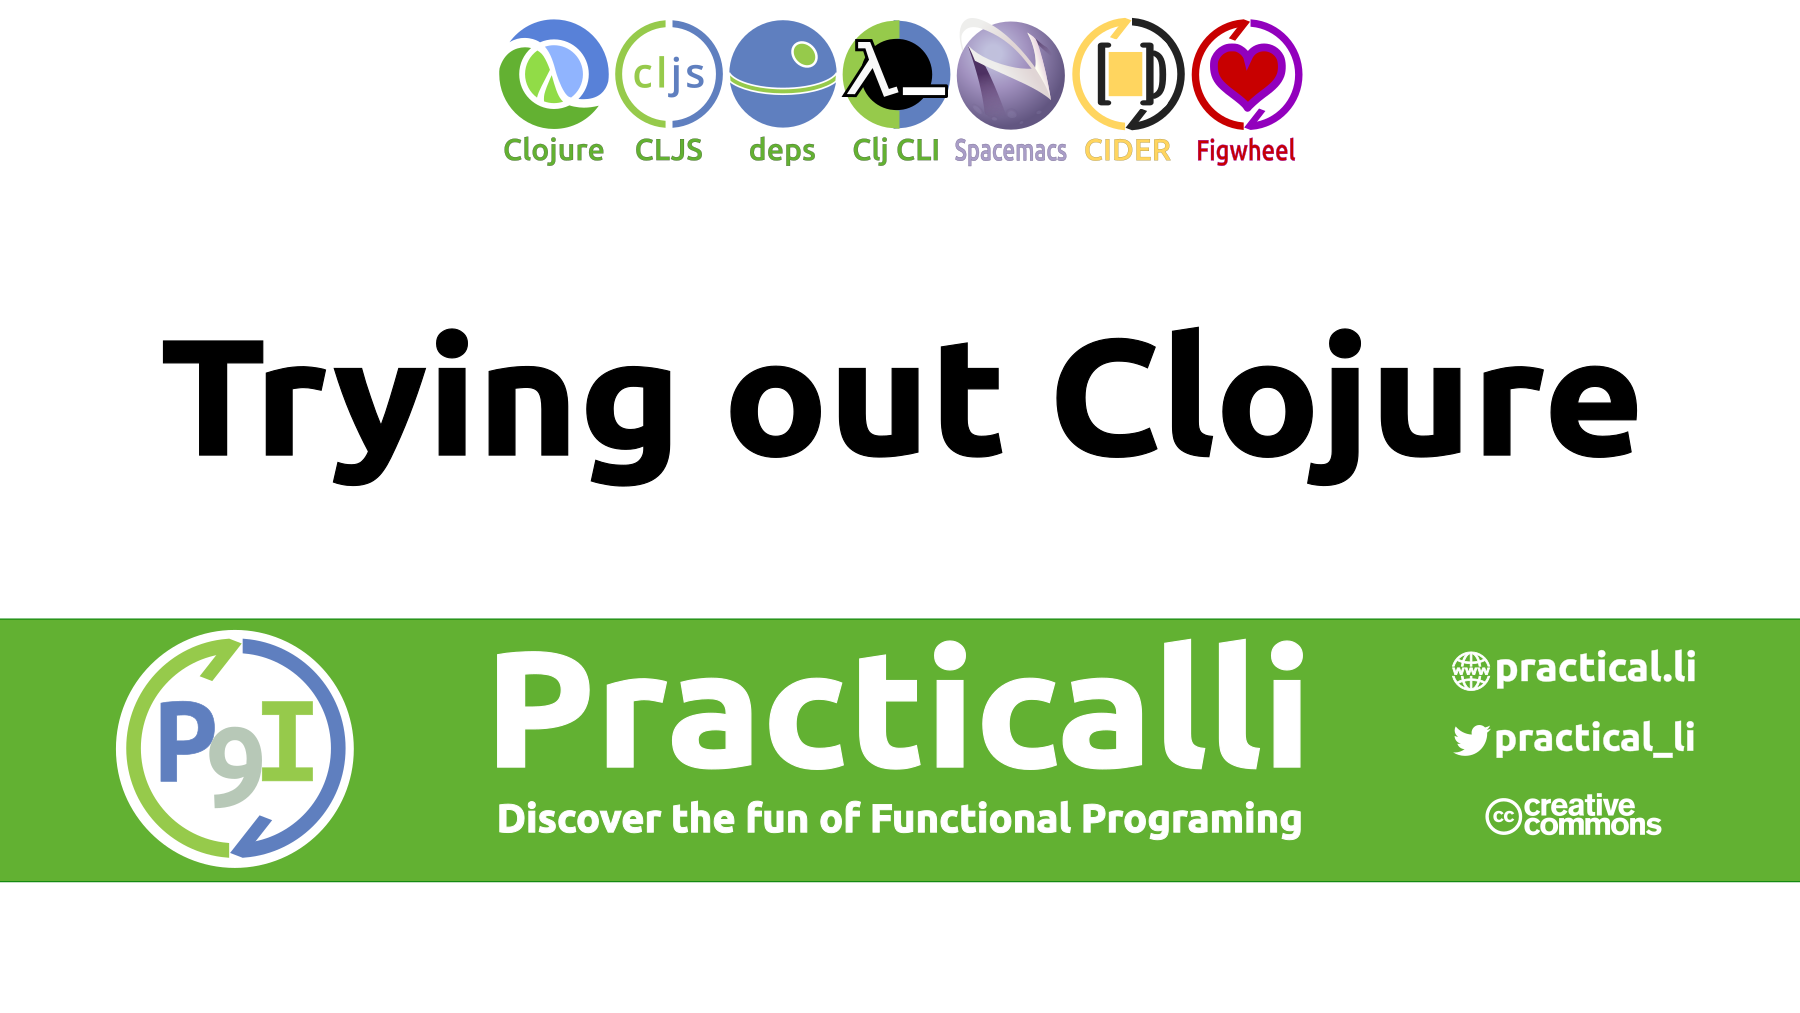 cljs
Clojure CLJS deps Clj CLI Spacemacs CIDER Figwheel
Trying out Clojure
P9I
Practicalli
Discover the fun of Functional Programing
www practical.li
practical_li
cc creative
commons